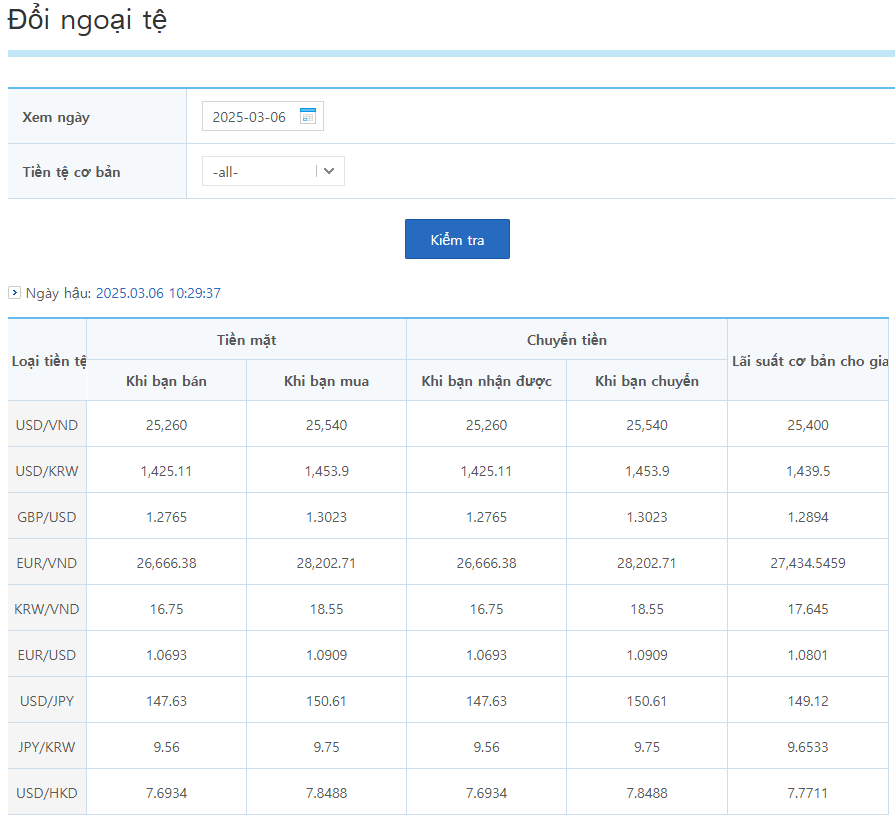 Đổi ngoại tệ
Xem ngày 2025-03-06
Tiền tệ cơ bản -all-
Kiểm tra
Ngày hậu: 2025.03.06 10:29:37
Loại tiền tệ Tiền mặt Chuyển tiền Lãi suất cơ bản cho gia
Khi bạn bán Khi bạn mua Khi bạn nhận được Khi bạn chuyển
USD/VND 25,260 25,540 25,260 25,540 25,400
USD/KRW 1,425.11 1,453.9 1,425.11 1,453.9 1,439.5
GBP/USD 1.2765 1.3023 1.2765 1.3023 1.2894
EUR/VND 26,666.38 28,202.71 26,666.38 28,202.71 27,434.5459
KRW/VND 16.75 18.55 16.75 18.55 17.645
EUR/USD 1.0693 1.0909 1.0693 1.0909 1.0801
USD/JPY 147.63 150.61 147.63 150.61 149.12
JPY/KRW 9.56 9.75 9.56 9.75 9.6533
USD/HKD 7.6934 7.8488 7.6934 7.8488 7.7711